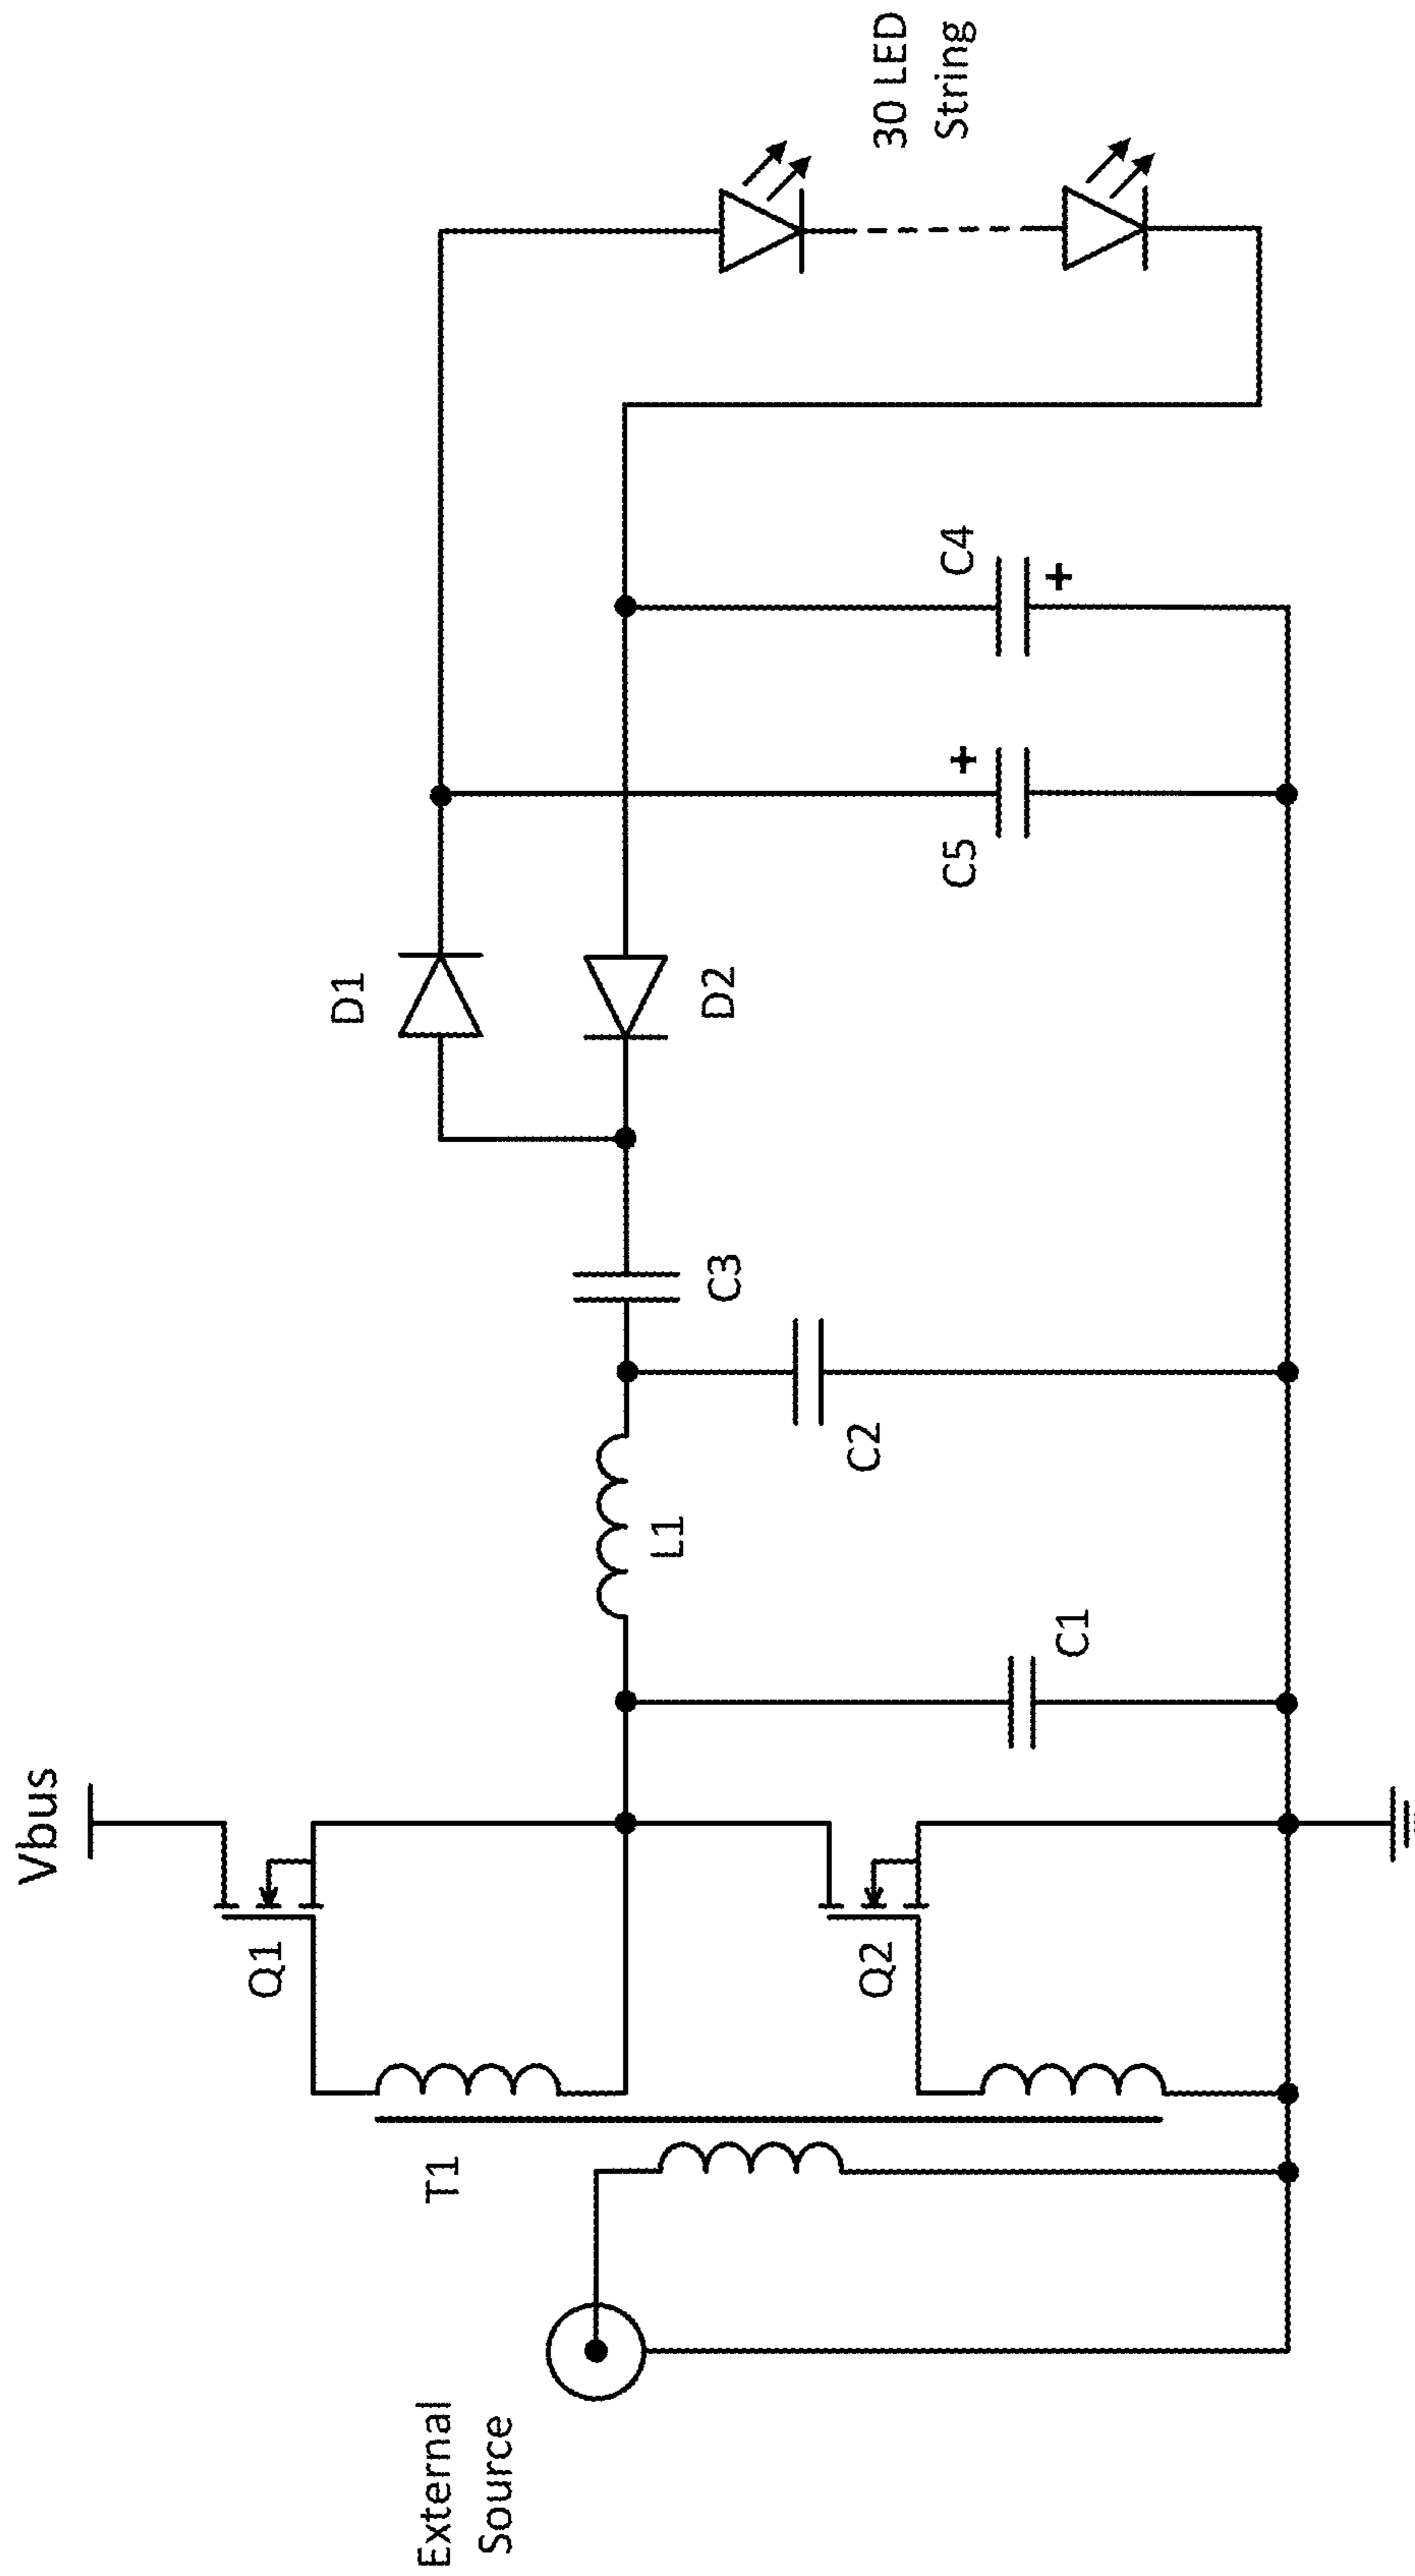 Vbus
Q1
T1
External
Source
Q2
C1
L1
C2
C3
D1
D2
C5
+
C4
+
30 LED
String